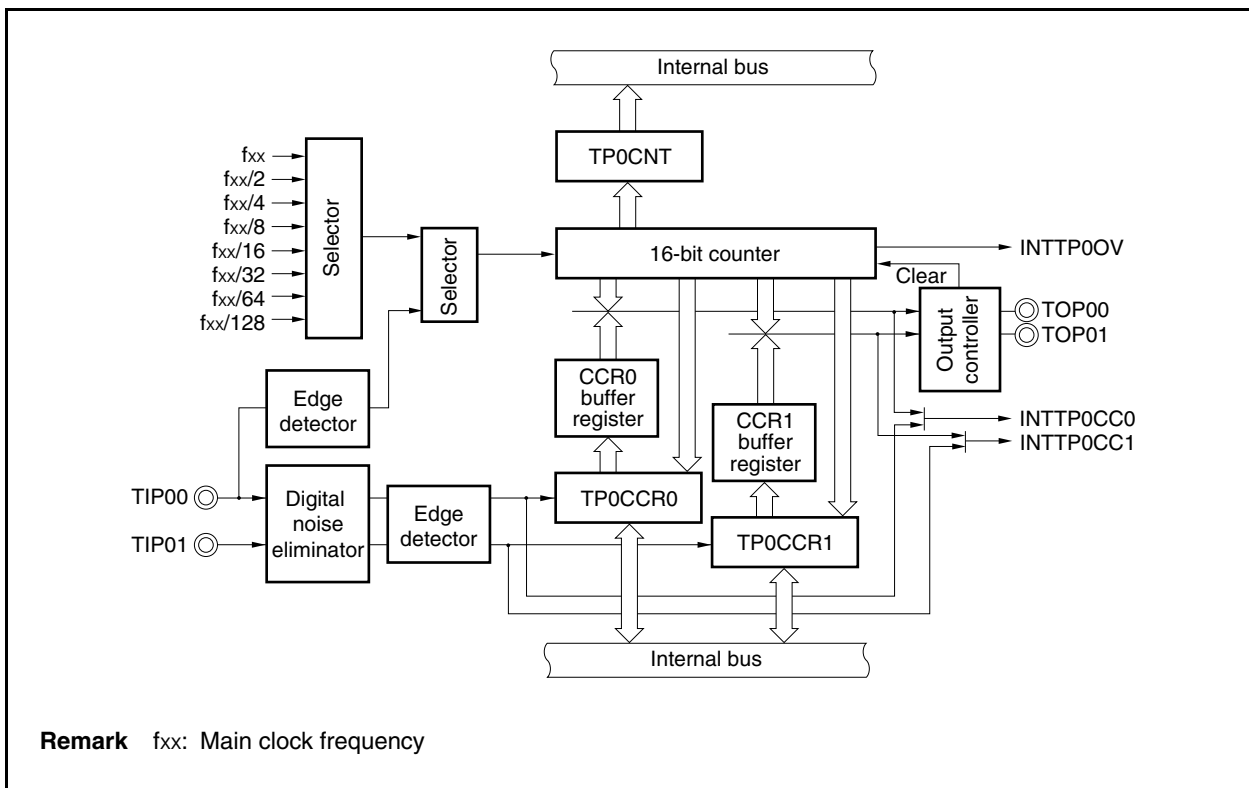 Internal bus
TP0CNT
fxx
fxx/2
fxx/4
fxx/8
fxx/16
fxx/32
fxx/64
fxx/128
Selector
Selector
16-bit counter
INTTP0OV
Clear
Output
controller
TOP00
TOP01
CCR0
buffer
register
CCR1
buffer
register
INTTP0CC0
INTTP0CC1
Edge
detector
TIP00
TIP01
Digital
noise
eliminator
Edge
detector
TP0CCR0
TP0CCR1
Internal bus
Remark fxx: Main clock frequency